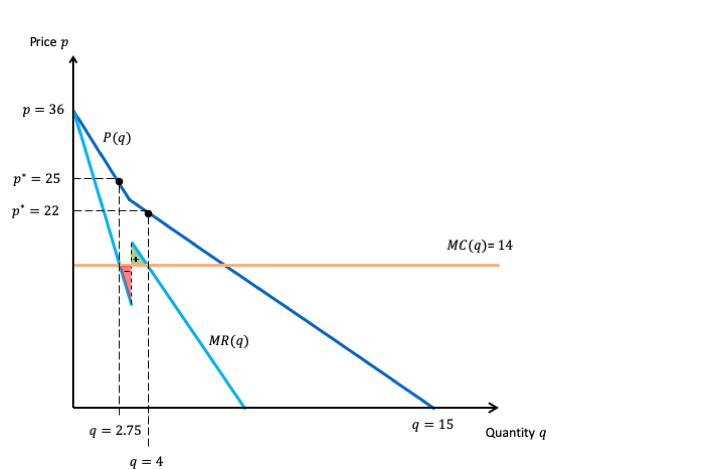 Price p
p = 36
P(q)
p* = 25
p* = 22
MC(q)= 14
+
−
MR(q)
q = 2.75
q = 15
Quantity q
q = 4